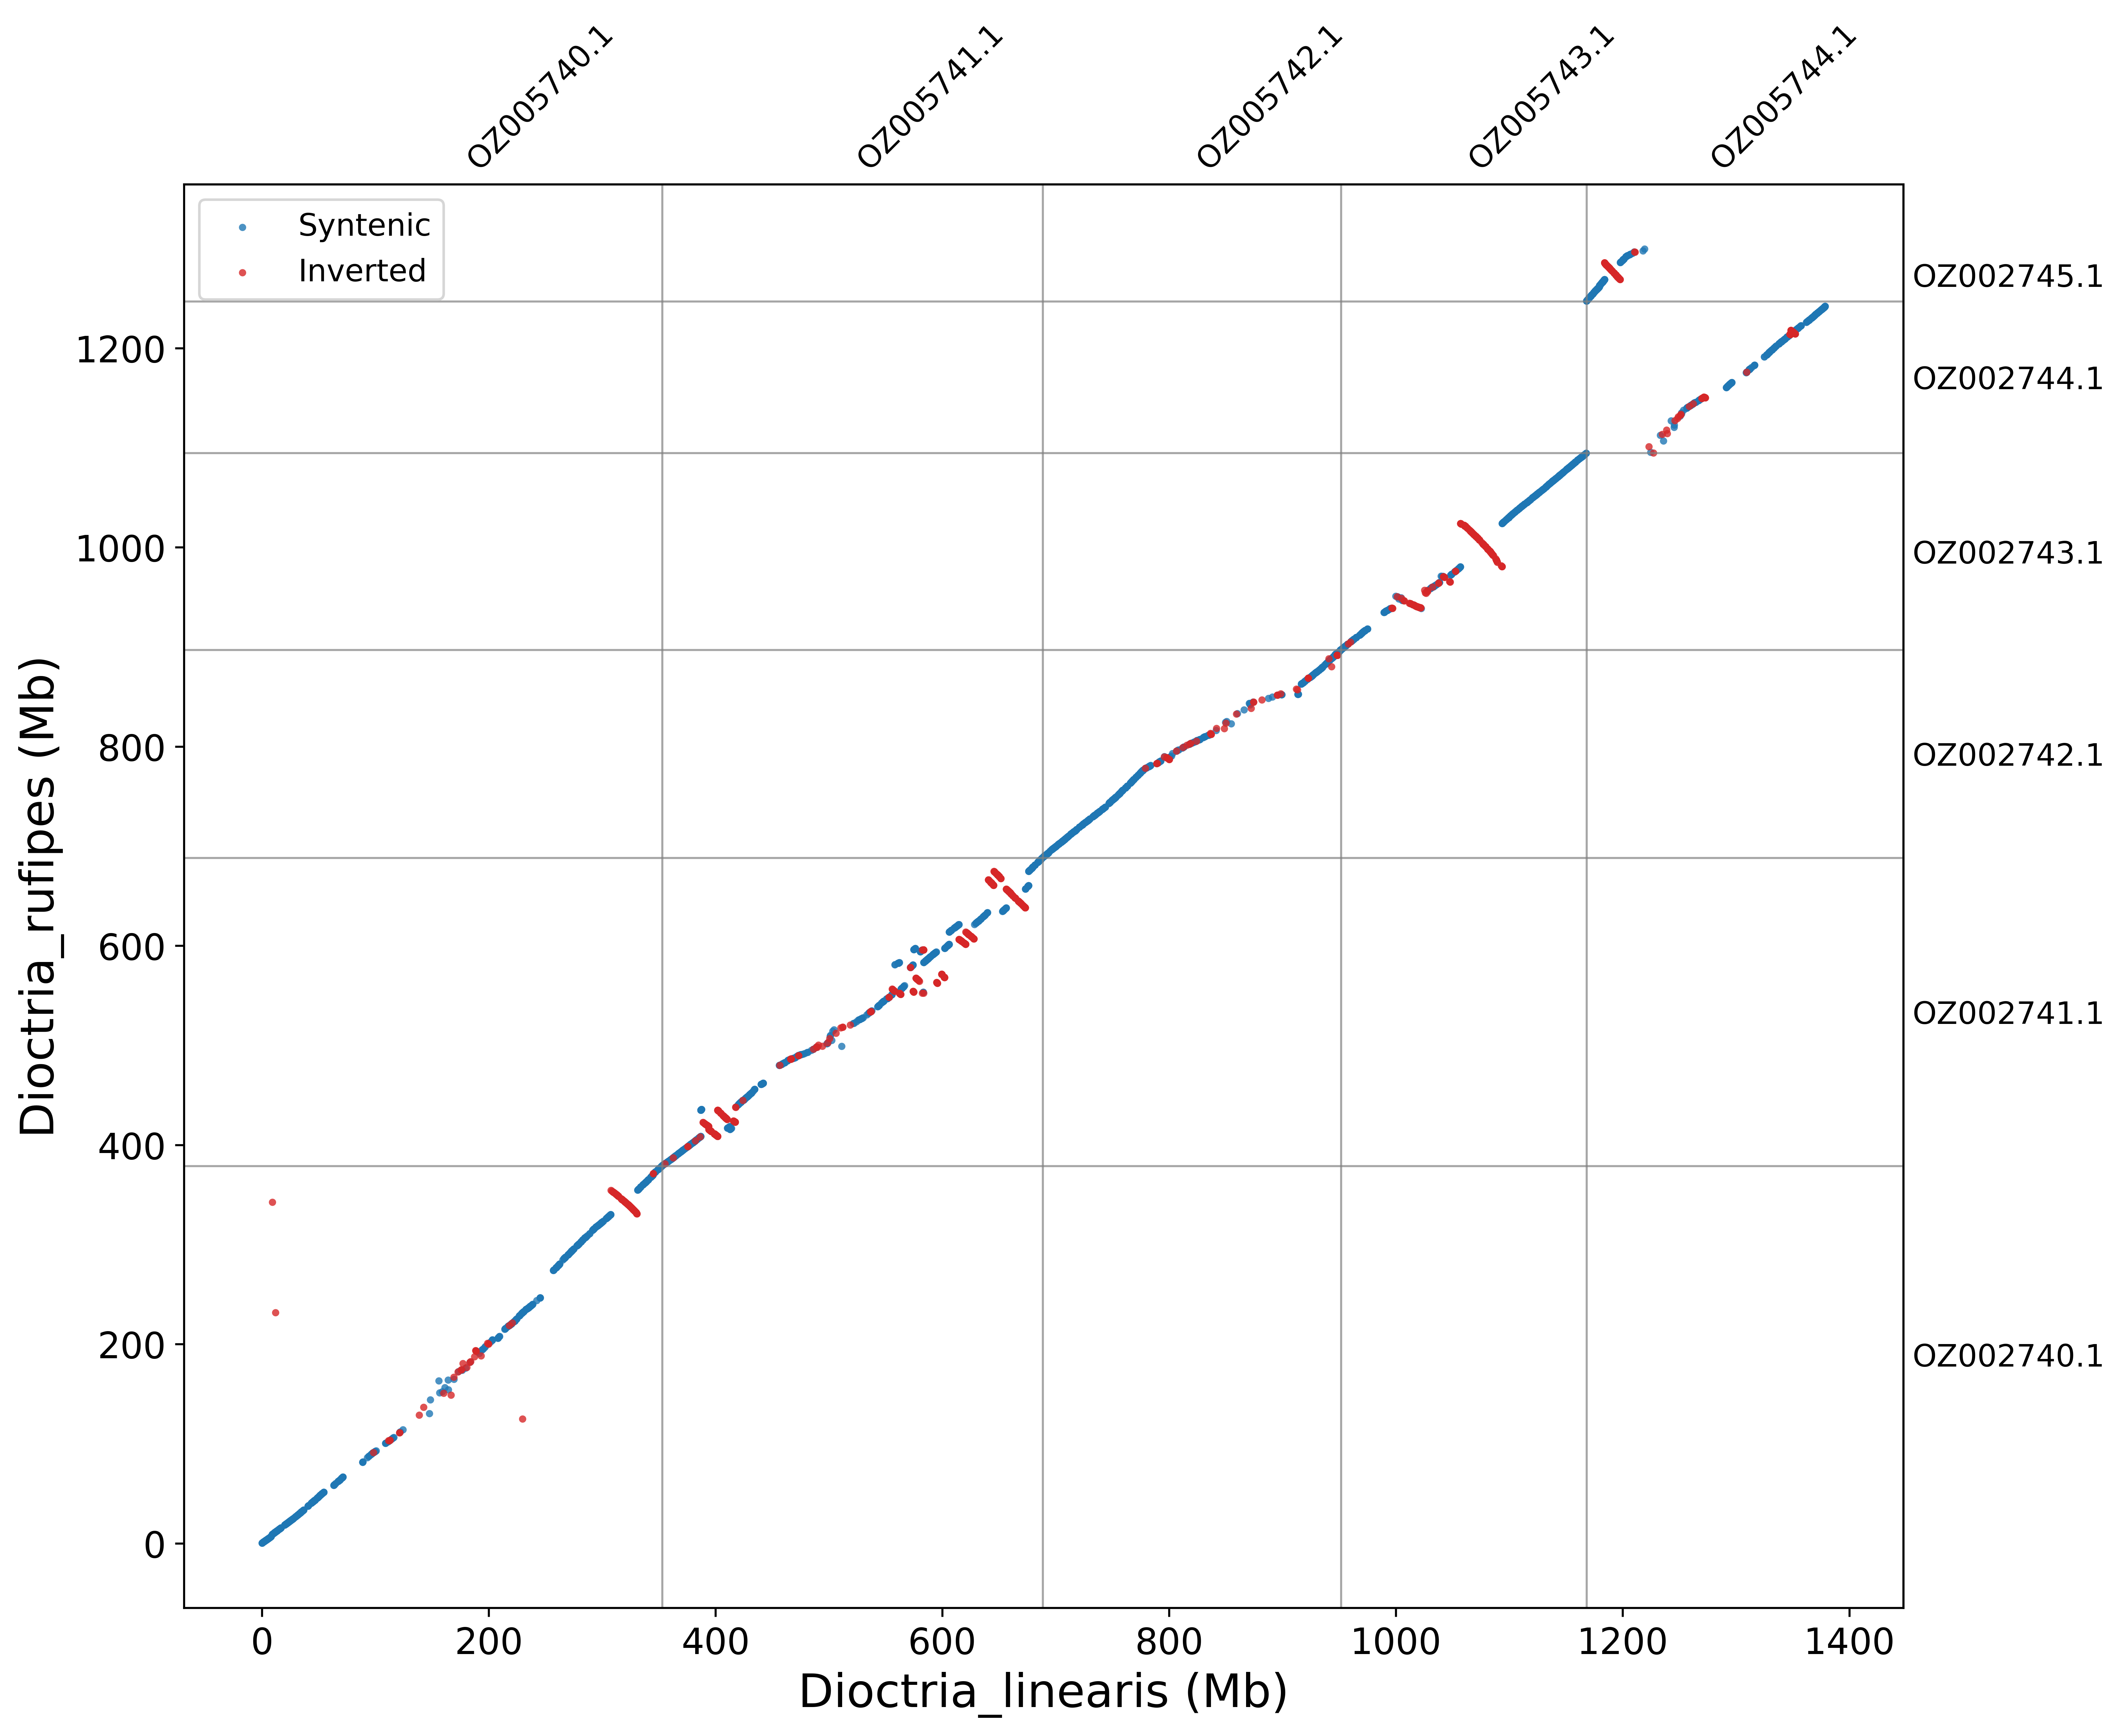 OZ005740.1
OZ005741.1
OZ005742.1
OZ005743.1
OZ005744.1
Syntenic
Inverted
OZ002745.1
OZ002744.1
OZ002743.1
OZ002742.1
OZ002741.1
OZ002740.1
1200
1000
800
600
400
200
0
Dioctria_rufipes (Mb)
0 200 400 600 800 1000 1200 1400
Dioctria_linearis (Mb)